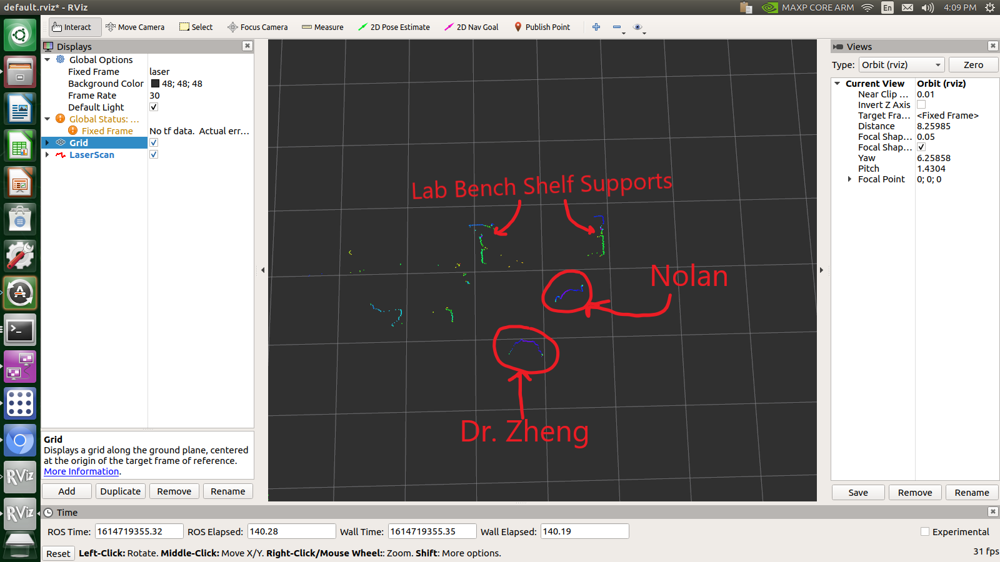 default.rviz* - RViz
MAXP CORE ARM
En
4:09 PM
Interact
Move Camera
Select
Focus Camera
Measure
2D Pose Estimate
2D Nav Goal
Publish Point
Displays
Global Options
Fixed Frame laser
Background Color 48; 48; 48
Frame Rate 30
Default Light
Global Status: ...
Fixed Frame No tf data. Actual err...
Grid
LaserScan
Grid
Displays a grid along the ground plane, centered
at the origin of the target frame of reference.
More Information.
Add Duplicate Remove Rename
Lab Bench Shelf Supports
Nolan
Dr. Zheng
Views
Type: Orbit (rviz) Zero
Current View Orbit (rviz)
Near Clip ... 0.01
Invert Z Axis
Target Fra... <Fixed Frame>
Distance 8.25985
Focal Shap... 0.05
Focal Shap...
Yaw 6.25858
Pitch 1.4304
Focal Point 0; 0; 0
Save Remove Rename
Time
ROS Time: 1614719355.32 ROS Elapsed: 140.28 Wall Time: 1614719355.35 Wall Elapsed: 140.19
Experimental
Reset Left-Click: Rotate. Middle-Click: Move X/Y. Right-Click/Mouse Wheel:: Zoom. Shift: More options.
31 fps
RViz
RViz